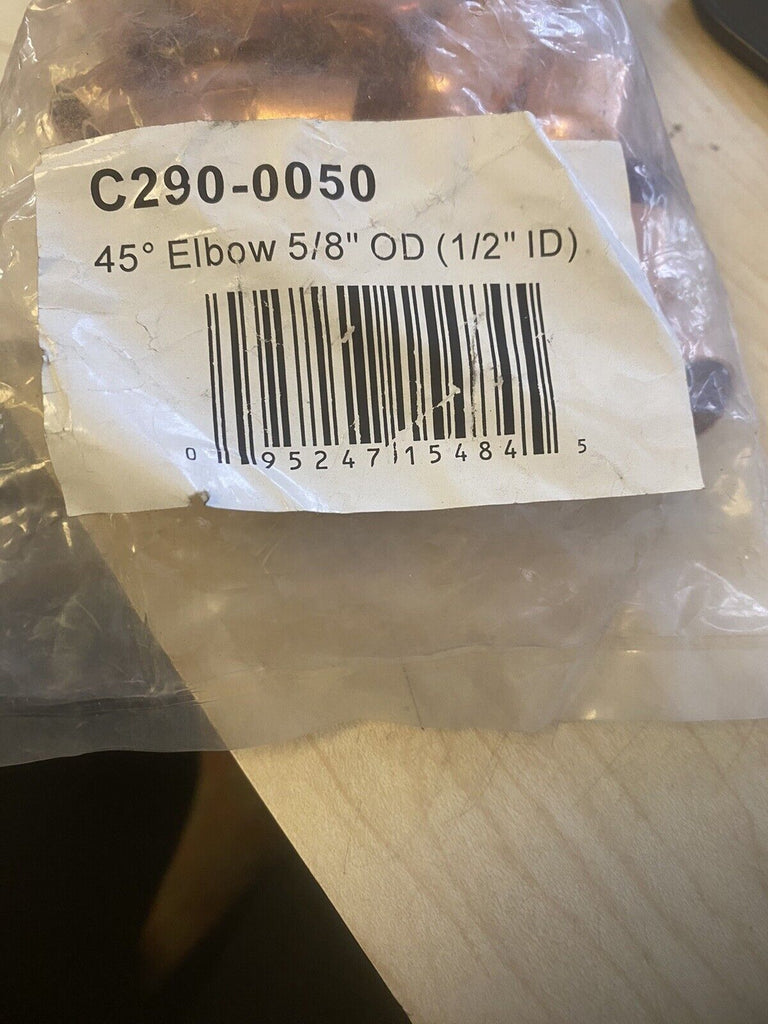 C290-0050
45° Elbow 5/8" OD (1/2" ID)
0 95247 15484 5